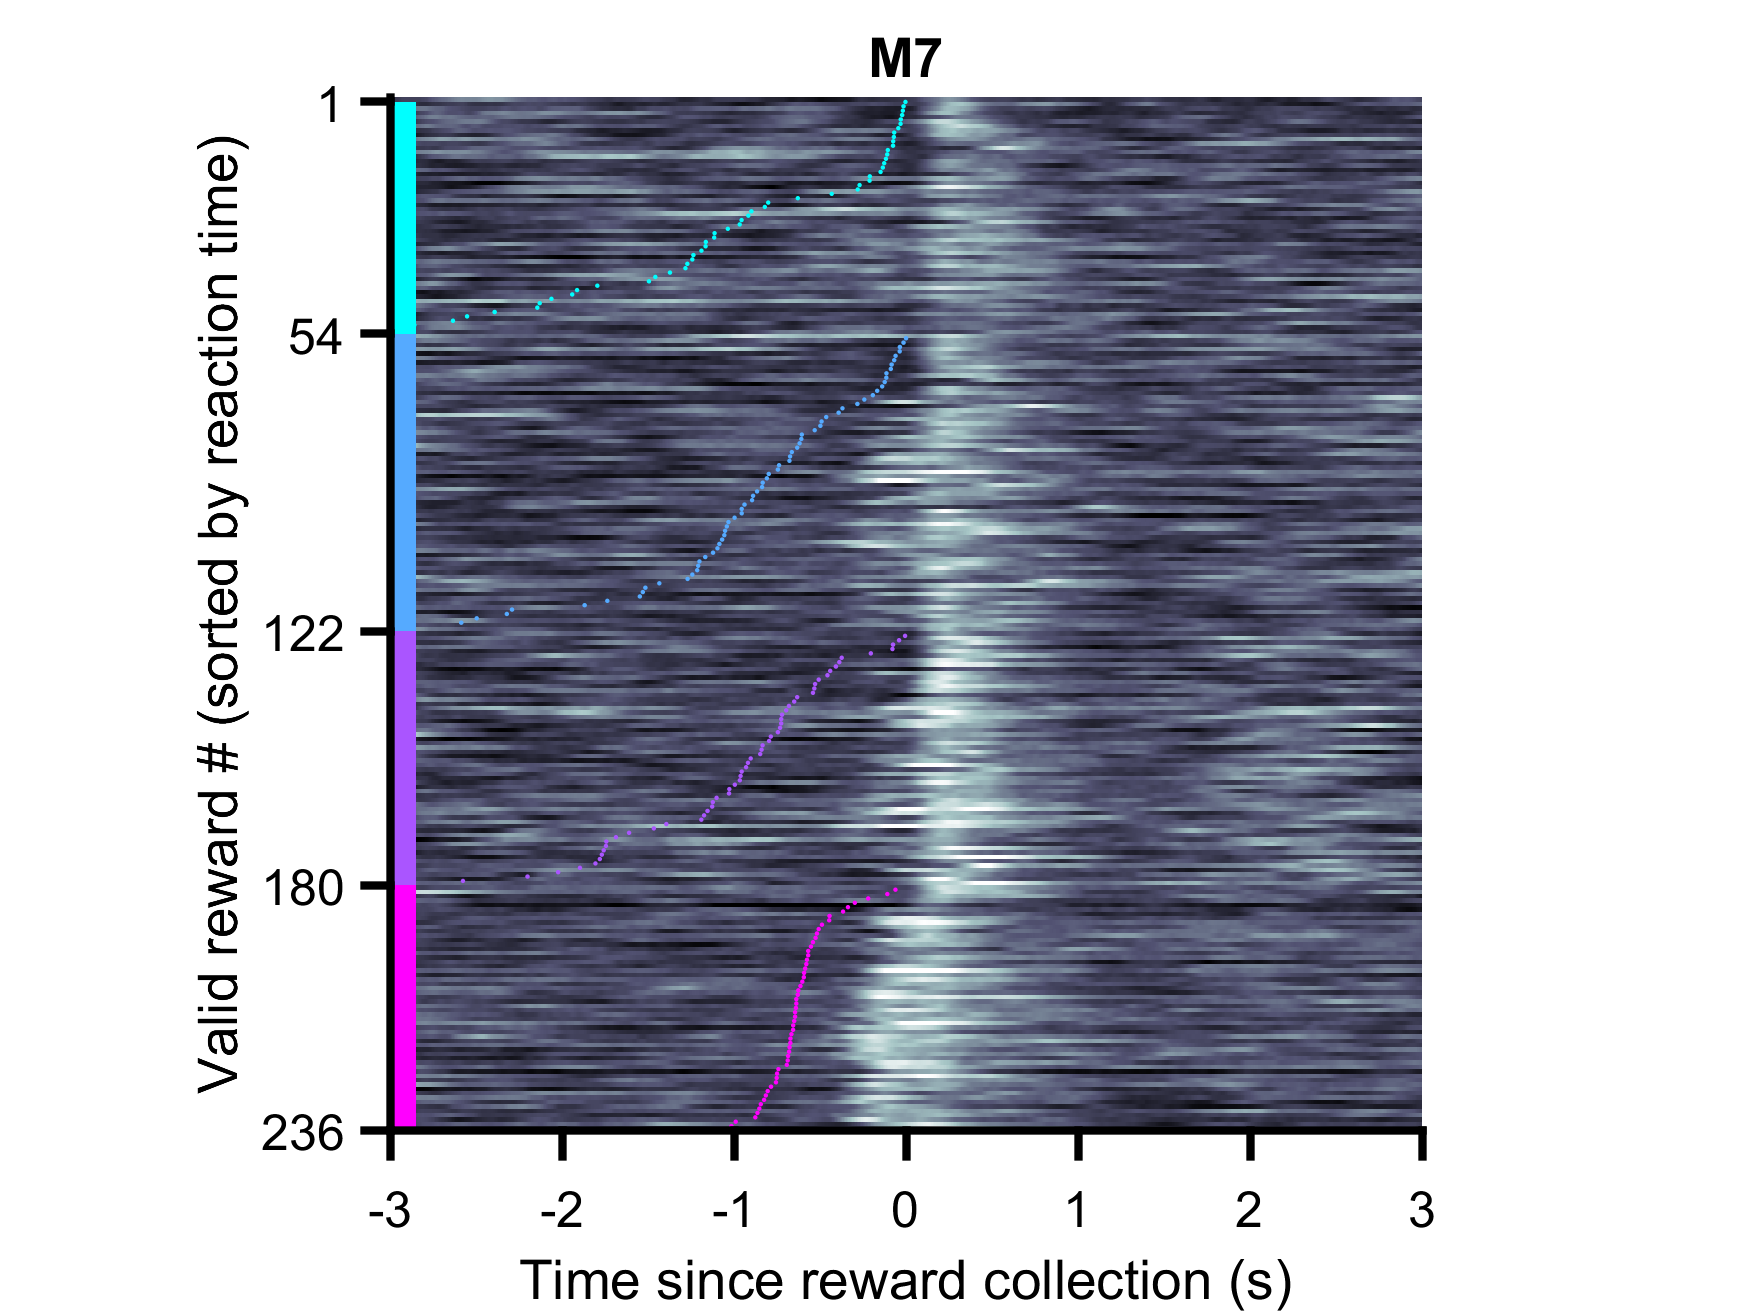 M7
Valid reward # (sorted by reaction time)
1
54
122
180
236
-3 -2 -1 0 1 2 3
Time since reward collection (s)